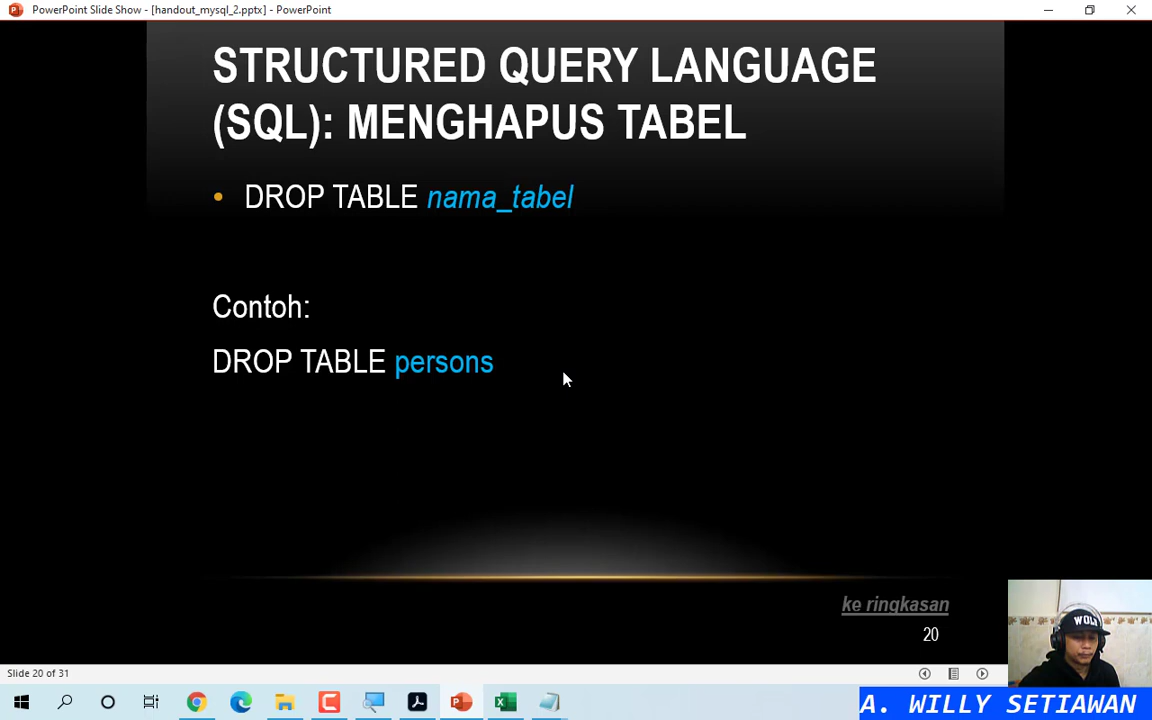 PowerPoint Slide Show - [handout_mysql_2.pptx] - PowerPoint
STRUCTURED QUERY LANGUAGE
(SQL): MENGHAPUS TABEL
• DROP TABLE nama_tabel
Contoh:
DROP TABLE persons
ke ringkasan
20
WOLF
Slide 20 of 31
A. WILLY SETIAWAN